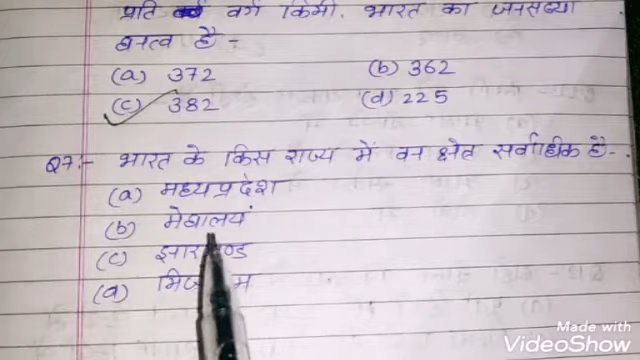 प्रति वर्ग किमी. भारत का जनसंख्या
घनत्व है -
(a) 372 (b) 362
(c) 382 (d) 225
Q7:- भारत के किस राज्य में वन क्षेत्र सर्वाधिक है -
(a) मध्यप्रदेश
(b) मेघालय
(c)
(d)
Made with
VideoShow